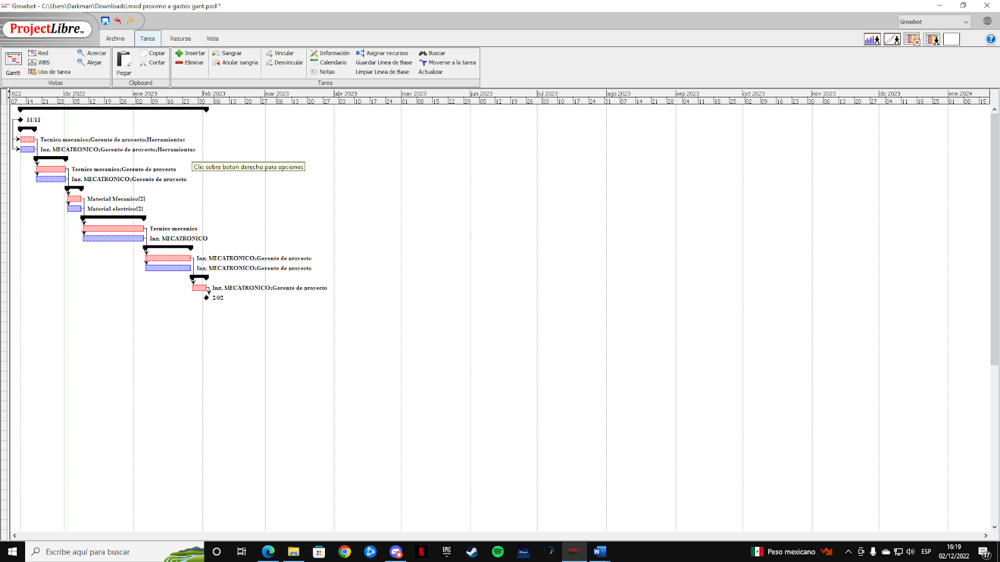 Growbot - C:\Users\Darkman\Downloads\mod proximo a gastos gant.pod *
ProjectLibre
Growbot
Archivo Tarea Recurso Vista
Gantt
Red
WBS
Uso de tarea
Acercar
Alejar
Vistas
Pegar
Copiar
Cortar
Clipboard
Insertar
Eliminar
Sangrar
Anular sangria
Vincular
Desvincular
Información
Calendario
Notas
Asignar recursos
Guardar Linea de Base
Limpiar Linea de Base
Buscar
Moverse a la tarea
Actualizar
Tarea
2022 dic 2022 ene 2023 feb 2023 mar 2023 abr 2023 may 2023 jun 2023 jul 2023 ago 2023 sep 2023 oct 2023 nov 2023 dic 2023 ene 2024
07 14 21 28 05 12 19 26 02 09 16 23 30 06 13 20 27 06 13 20 27 03 10 17 24 01 08 15 22 29 05 12 19 26 03 10 17 24 31 07 14 21 28 04 11 18 25 02 09 16 23 30 06 13 20 27 04 11 18 25 01 08 15
11/11
Tecnico mecanico;Gerente de proyecto;Herramientas
Ing. MECATRONICO;Gerente de proyecto;Herramientas
Clic sobre boton derecho para opciones
Tecnico mecanico;Gerente de proyecto
Ing. MECATRONICO;Gerente de proyecto
Material Mecanico[2]
Material electrico[2]
Tecnico mecanico
Ing. MECATRONICO
Ing. MECATRONICO;Gerente de proyecto
Ing. MECATRONICO;Gerente de proyecto
Ing. MECATRONICO;Gerente de proyecto
2/02
Escribe aquí para buscar
EPIC GAMES
Disney+
Peso mexicano
ESP
16:19
02/12/2022
17